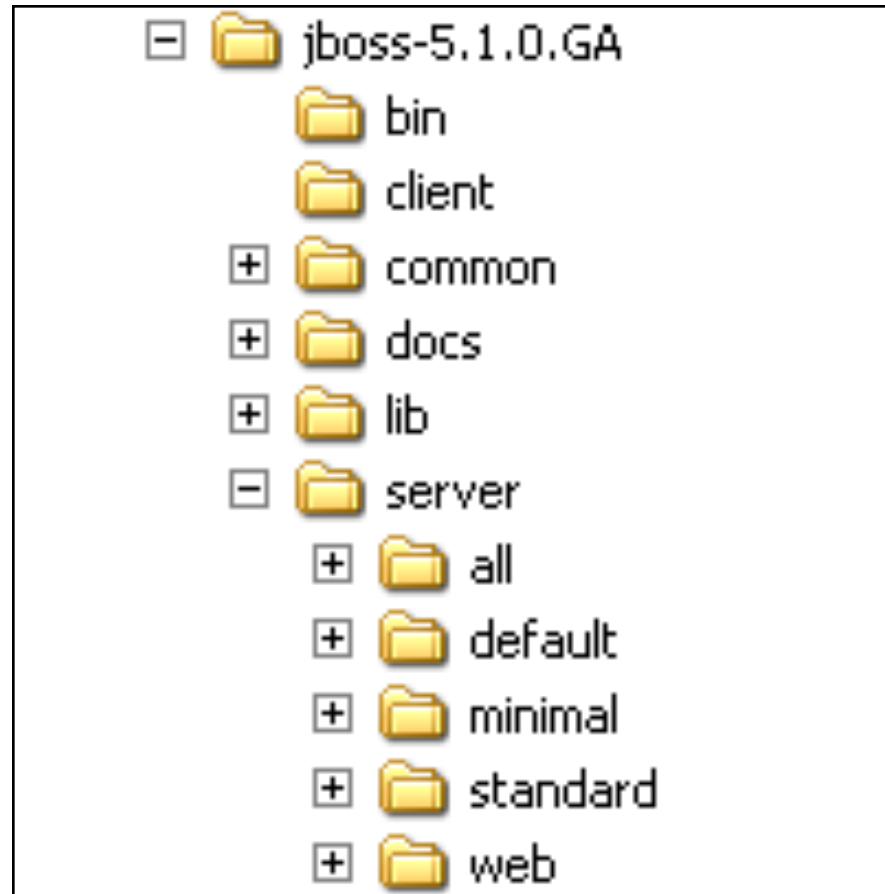 jboss-5.1.0.GA
bin
client
common
docs
lib
server
all
default
minimal
standard
web